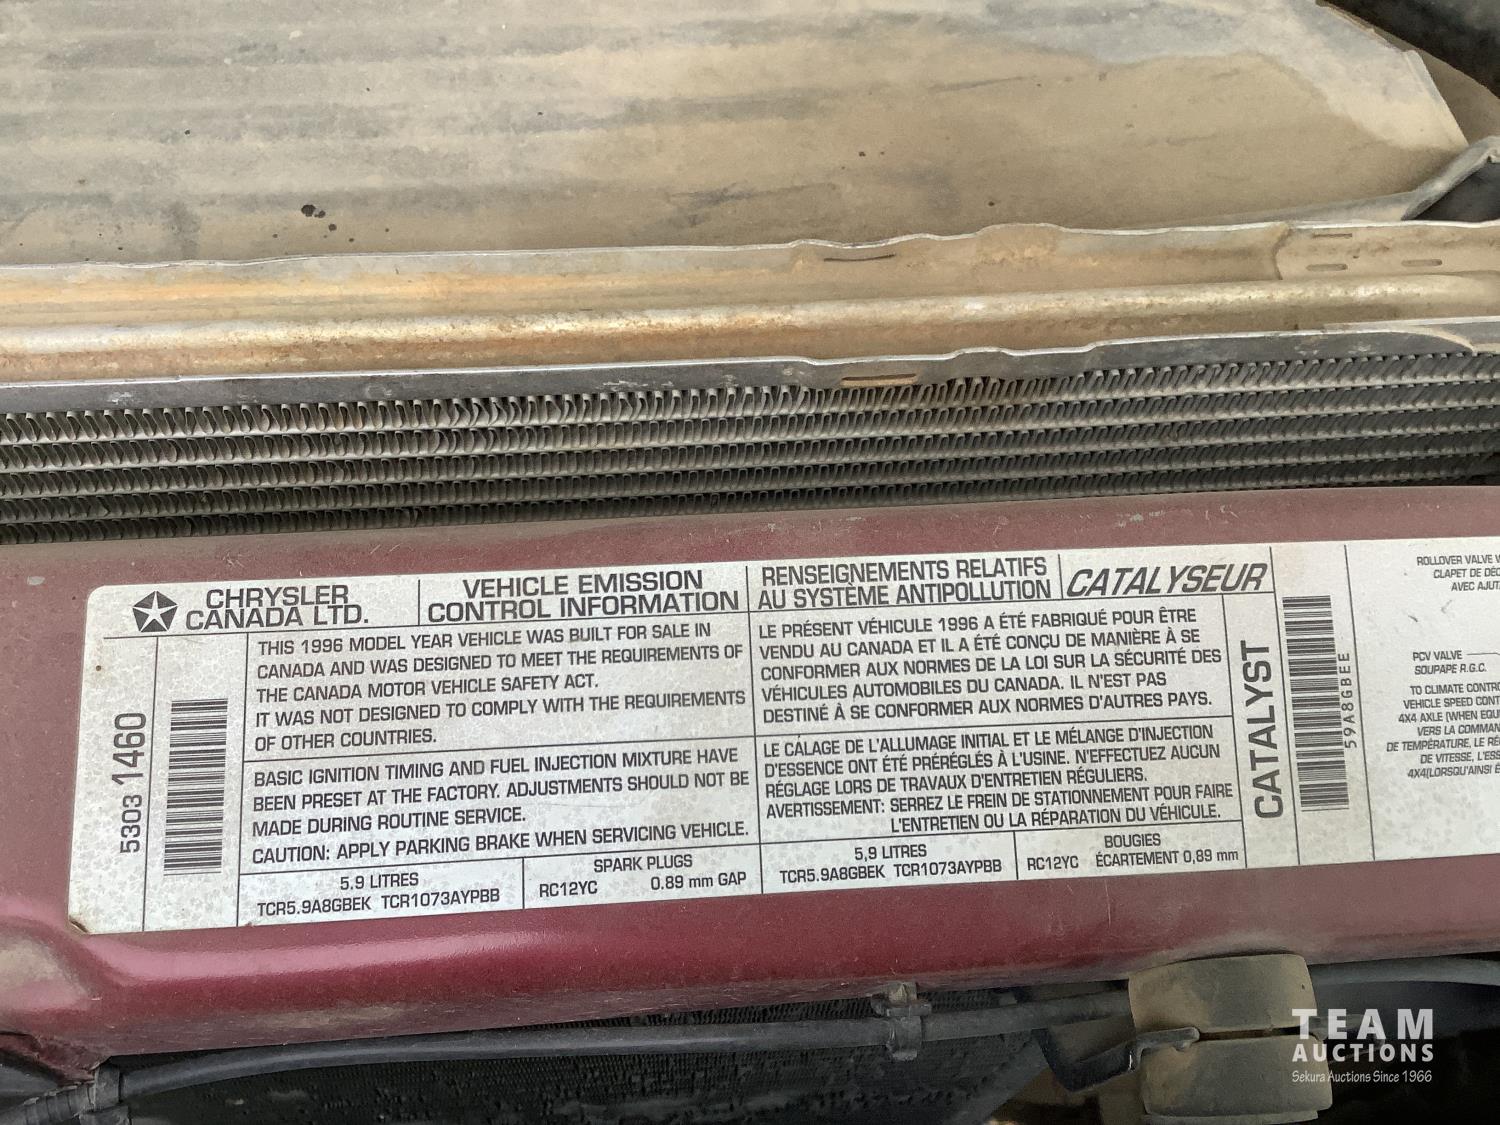 CHRYSLER
CANADA LTD.
VEHICLE EMISSION
CONTROL INFORMATION
RENSEIGNEMENTS RELATIFS
AU SYSTÈME ANTIPOLLUTION
CATALYSEUR
5303 1460
THIS 1996 MODEL YEAR VEHICLE WAS BUILT FOR SALE IN
CANADA AND WAS DESIGNED TO MEET THE REQUIREMENTS OF
THE CANADA MOTOR VEHICLE SAFETY ACT.
IT WAS NOT DESIGNED TO COMPLY WITH THE REQUIREMENTS
OF OTHER COUNTRIES.
BASIC IGNITION TIMING AND FUEL INJECTION MIXTURE HAVE
BEEN PRESET AT THE FACTORY. ADJUSTMENTS SHOULD NOT BE
MADE DURING ROUTINE SERVICE.
CAUTION: APPLY PARKING BRAKE WHEN SERVICING VEHICLE.
5.9 LITRES
TCR5.9A8GBEK TCR1073AYPBB
SPARK PLUGS
RC12YC 0.89 mm GAP
LE PRÉSENT VÉHICULE 1996 A ÉTÉ FABRIQUÉ POUR ÊTRE
VENDU AU CANADA ET IL A ÉTÉ CONÇU DE MANIÈRE À SE
CONFORMER AUX NORMES DE LA LOI SUR LA SÉCURITÉ DES
VÉHICULES AUTOMOBILES DU CANADA. IL N'EST PAS
DESTINÉ À SE CONFORMER AUX NORMES D'AUTRES PAYS.
LE CALAGE DE L'ALLUMAGE INITIAL ET LE MÉLANGE D'INJECTION
D'ESSENCE ONT ÉTÉ PRÉRÉGLÉS À L'USINE. N'EFFECTUEZ AUCUN
RÉGLAGE LORS DE TRAVAUX D'ENTRETIEN RÉGULIERS.
AVERTISSEMENT: SERREZ LE FREIN DE STATIONNEMENT POUR FAIRE
L'ENTRETIEN OU LA RÉPARATION DU VÉHICULE.
5,9 LITRES
TCR5.9A8GBEK TCR1073AYPBB
BOUGIES
RC12YC ÉCARTEMENT 0,89 mm
CATALYST
59A8GBEE
ROLLOVER VALVE
CLAPET DE
AVEC
PCV VALVE
SOUPAPE R.G.C.
TO CLIMATE
VEHICLE SPEED
4X4 AXLE (WHEN
VERS LA
DE TEMPÉRATURE, LE
DE VITESSE,
4X4(LORSQU'AINSI
TEAM
AUCTIONS
Sekura Auctions Since 1966